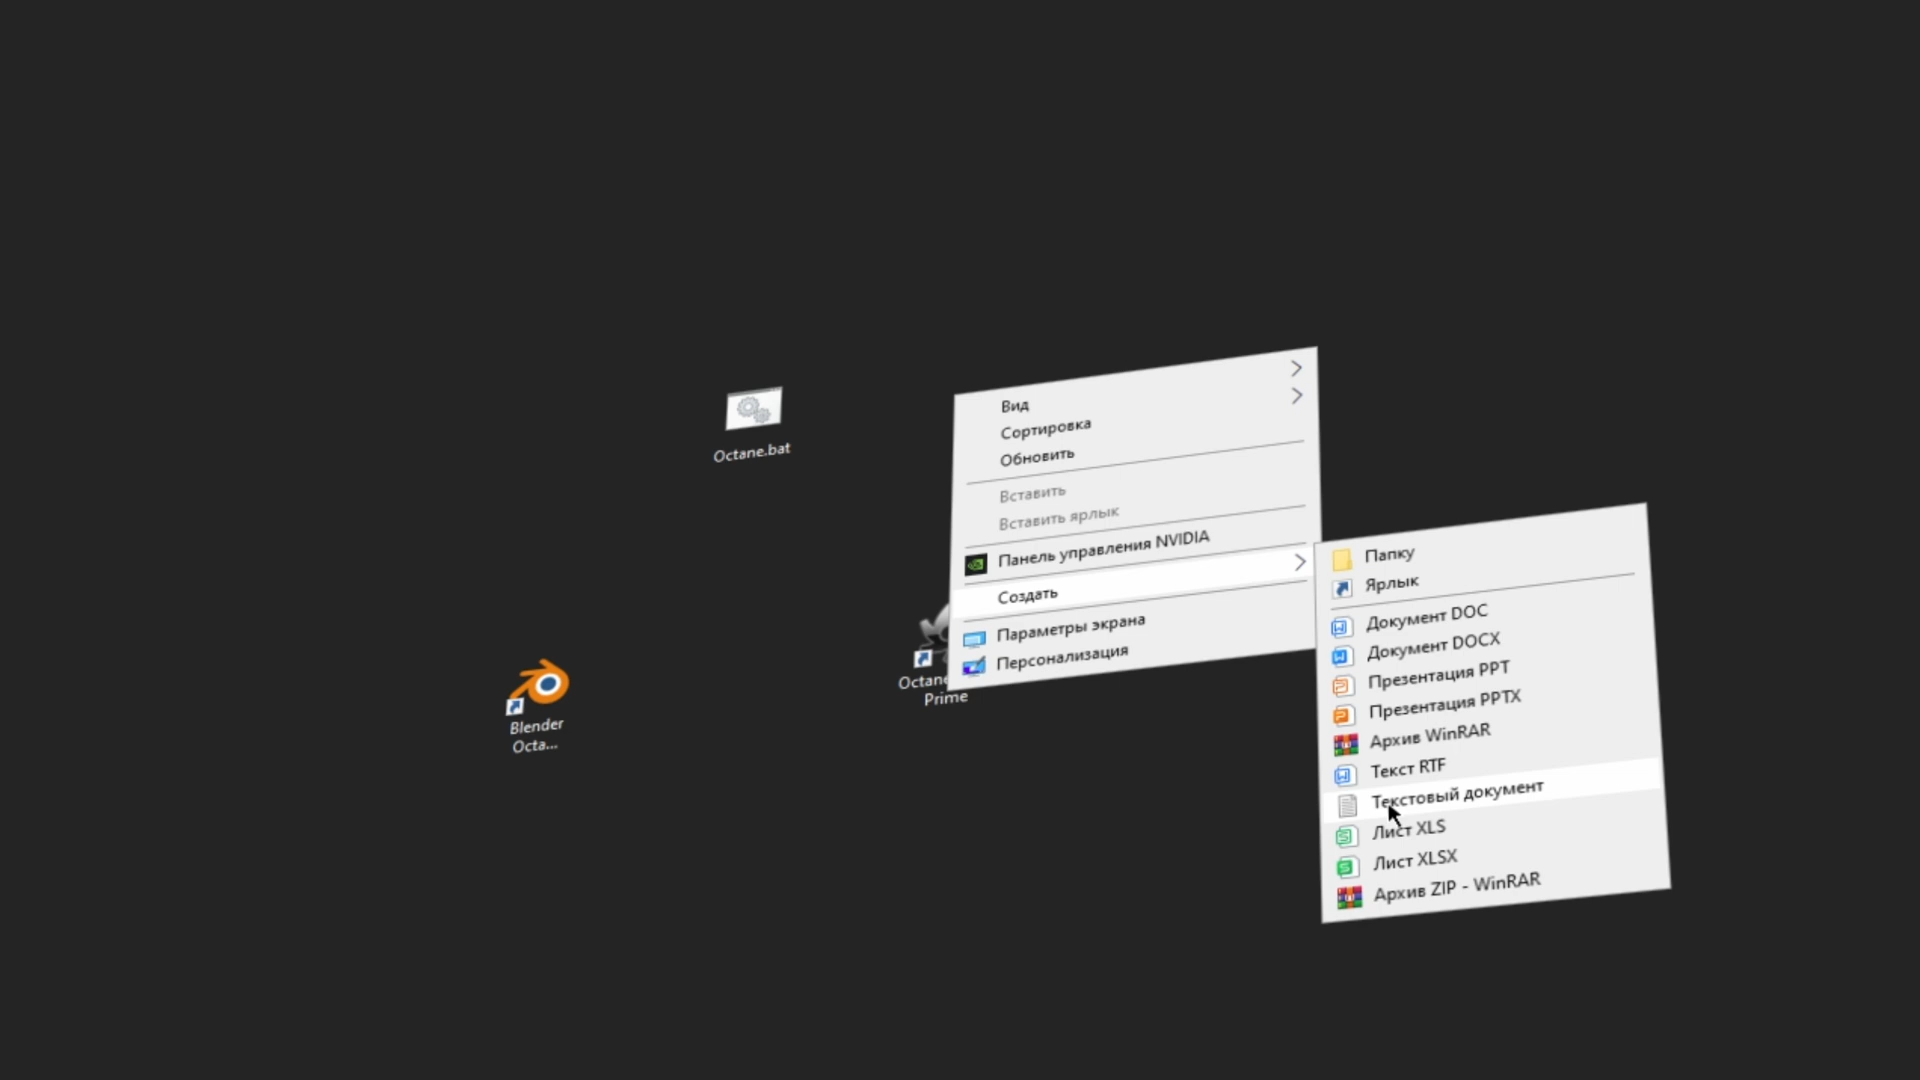 Octane.bat
Blender
Octa...
Octane
Prime
Вид
Сортировка
Обновить
Вставить
Вставить ярлык
Панель управления NVIDIA
Создать
Параметры экрана
Персонализация
Папку
Ярлык
Документ DOC
Документ DOCX
Презентация PPT
Презентация PPTX
Архив WinRAR
Текст RTF
Текстовый документ
Лист XLS
Лист XLSX
Архив ZIP - WinRAR